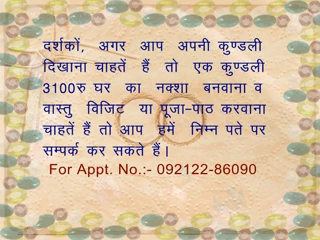 दर्शकों, अगर आप अपनी कुण्डली
दिखाना चाहतें हैं तो एक कुण्डली
3100रु घर का नक्शा बनवाना व
वास्तु विजिट या पूजा-पाठ करवाना
चाहतें हैं तो आप हमें निम्न पते पर
सम्पर्क कर सकते हैं।
For Appt. No.:- 092122-86090